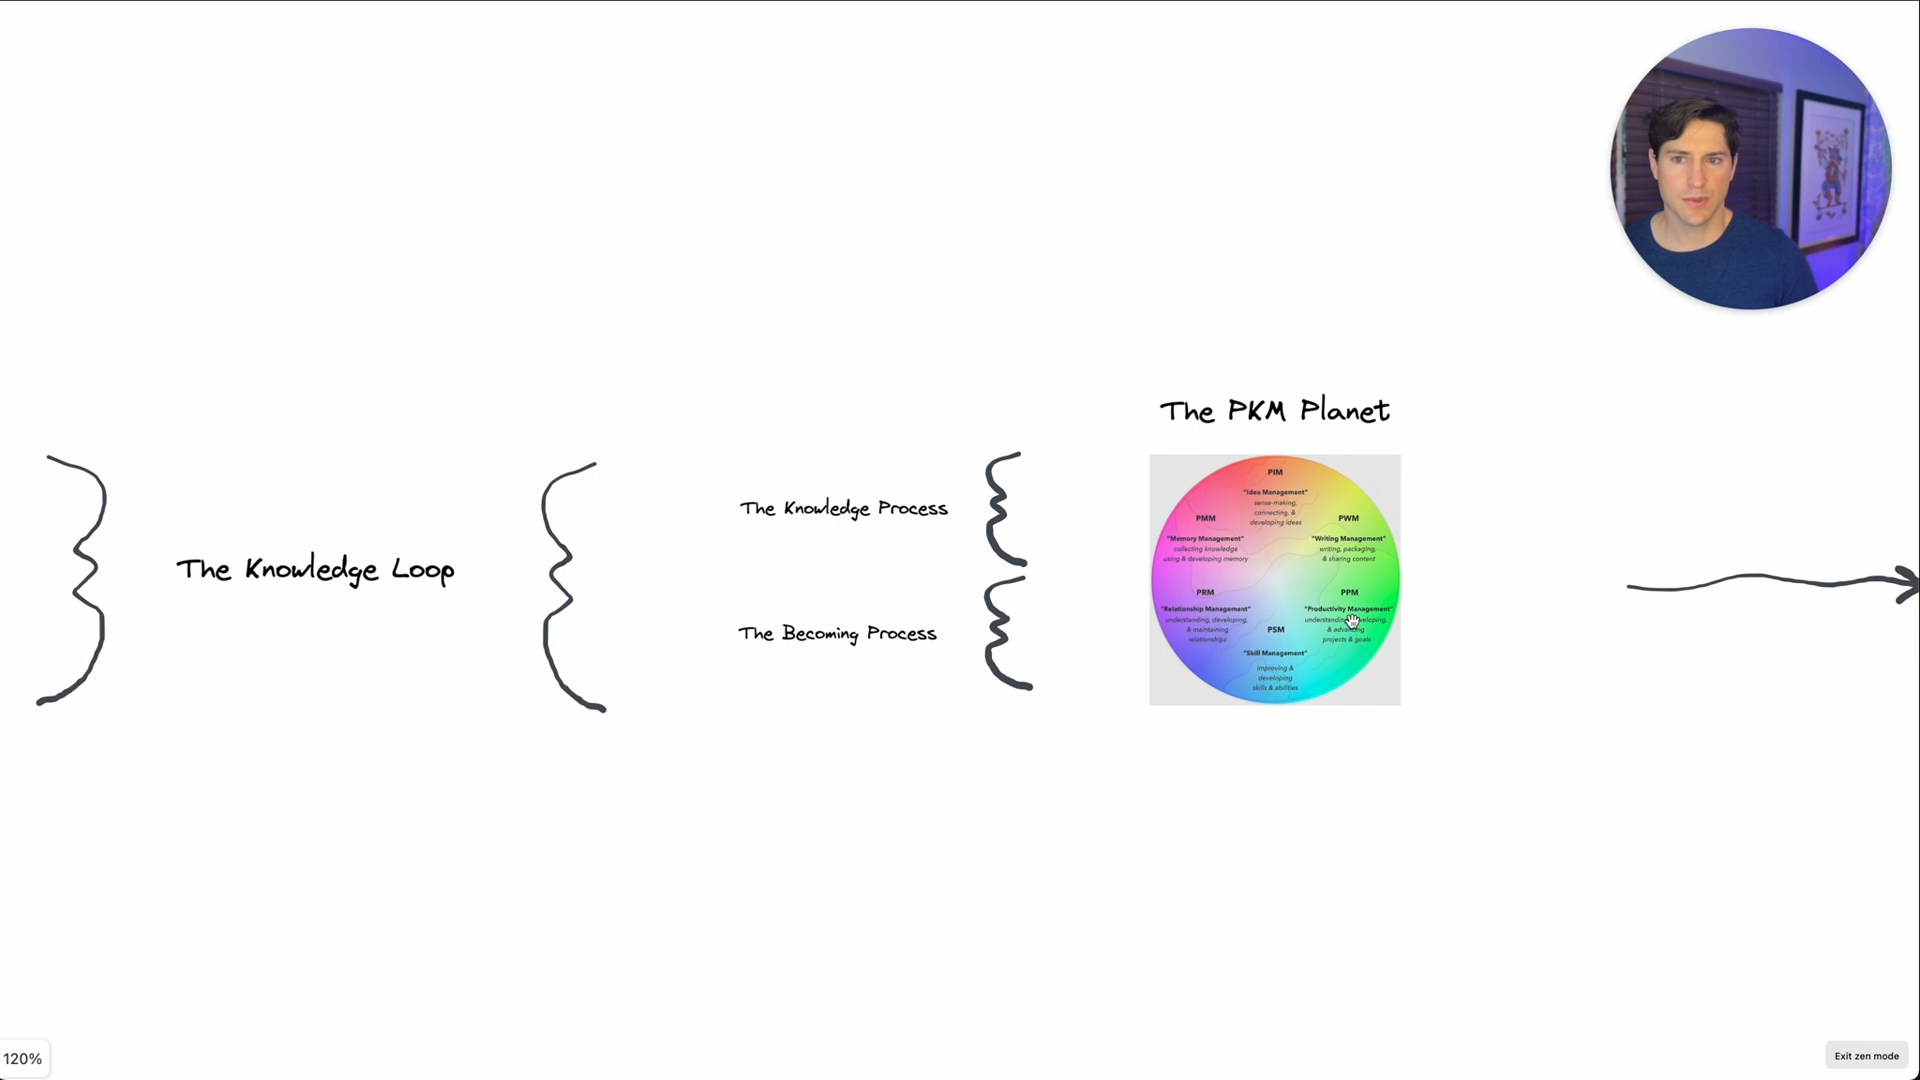 The PKM Planet
The Knowledge Loop
The Knowledge Process
The Becoming Process
PIM
"Idea Management"
sense-making,
connecting, &
developing ideas
PMM
"Memory Management"
collecting knowledge
using & developing memory
PWM
"Writing Management"
writing, packaging,
& sharing content
PRM
"Relationship Management"
understanding, developing,
& maintaining
relationships
PPM
"Productivity Management"
& advancing
projects & goals
PSM
"Skill Management"
improving &
developing
skills & abilities
120%
Exit zen mode